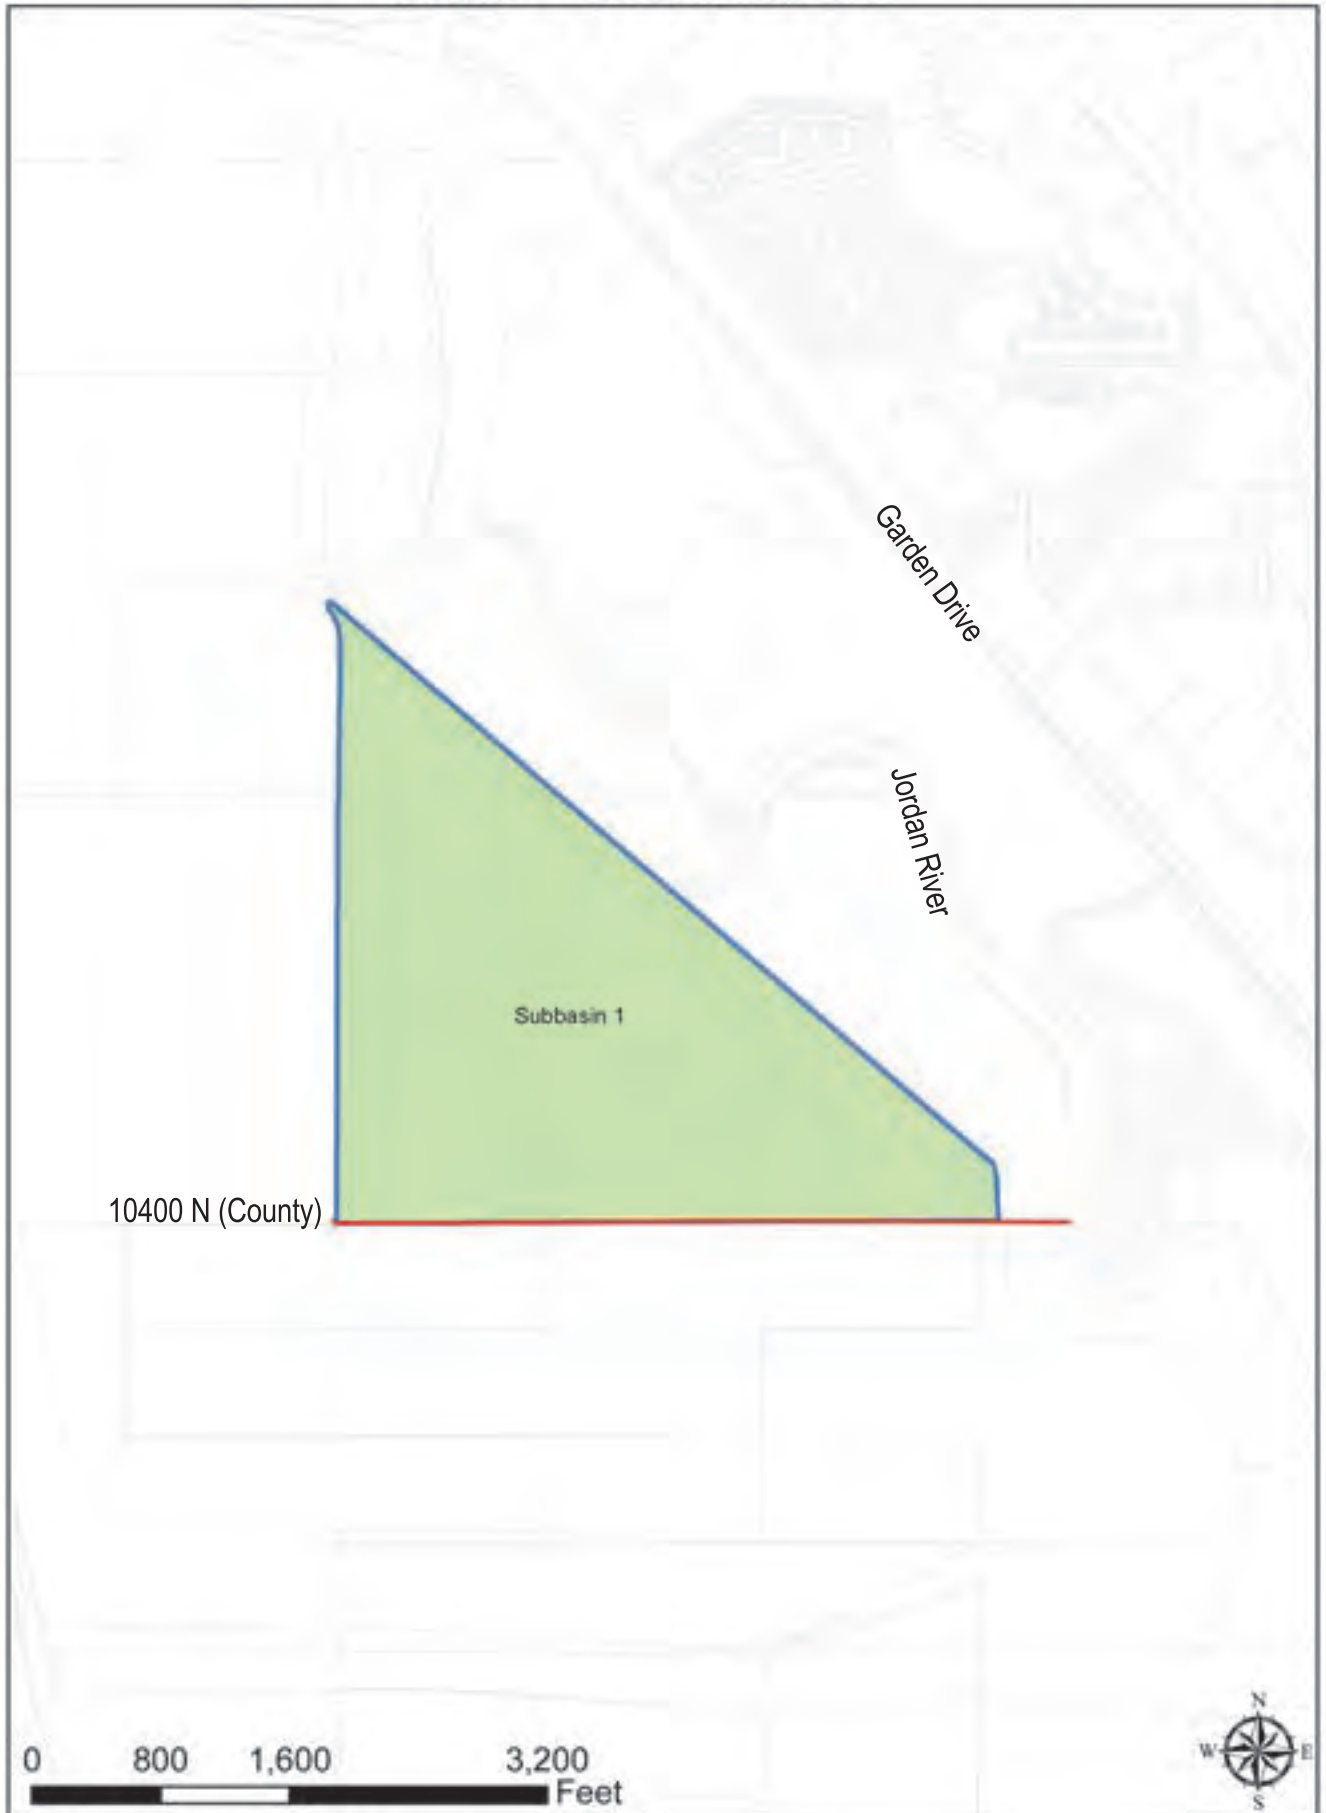 Garden Drive
Jordan River
Subbasin 1
10400 N (County)
N
W E
S
0 800 1,600 3,200
Feet